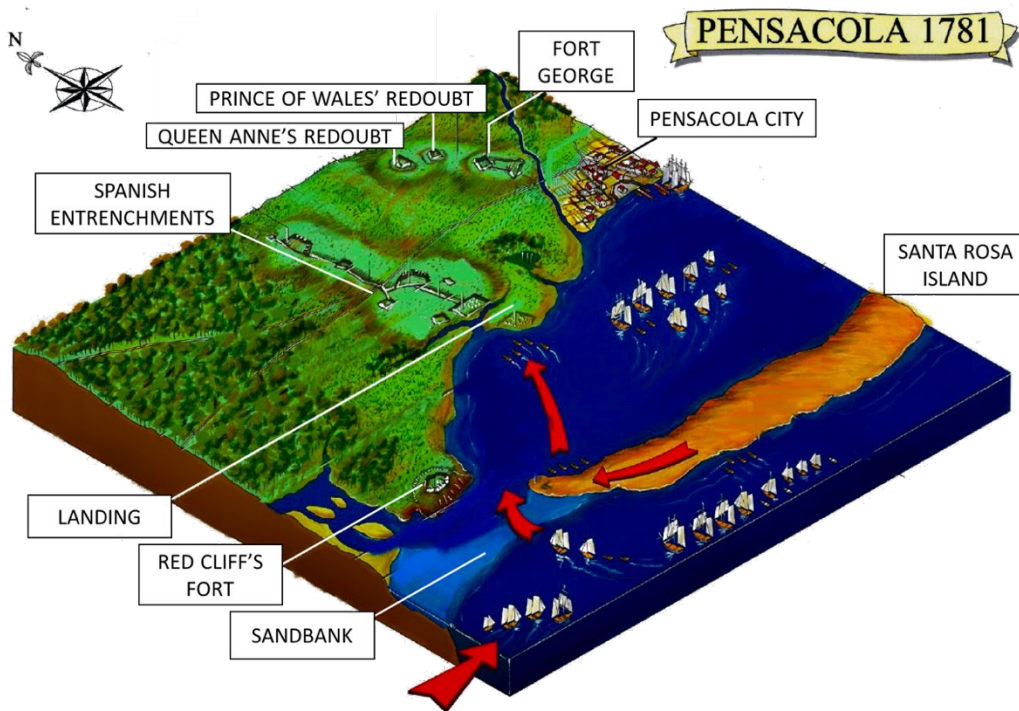 PENSACOLA 1781
N
FORT
GEORGE
PRINCE OF WALES' REDOUBT
QUEEN ANNE'S REDOUBT
PENSACOLA CITY
SPANISH
ENTRENCHMENTS
SANTA ROSA
ISLAND
LANDING
RED CLIFF'S
FORT
SANDBANK